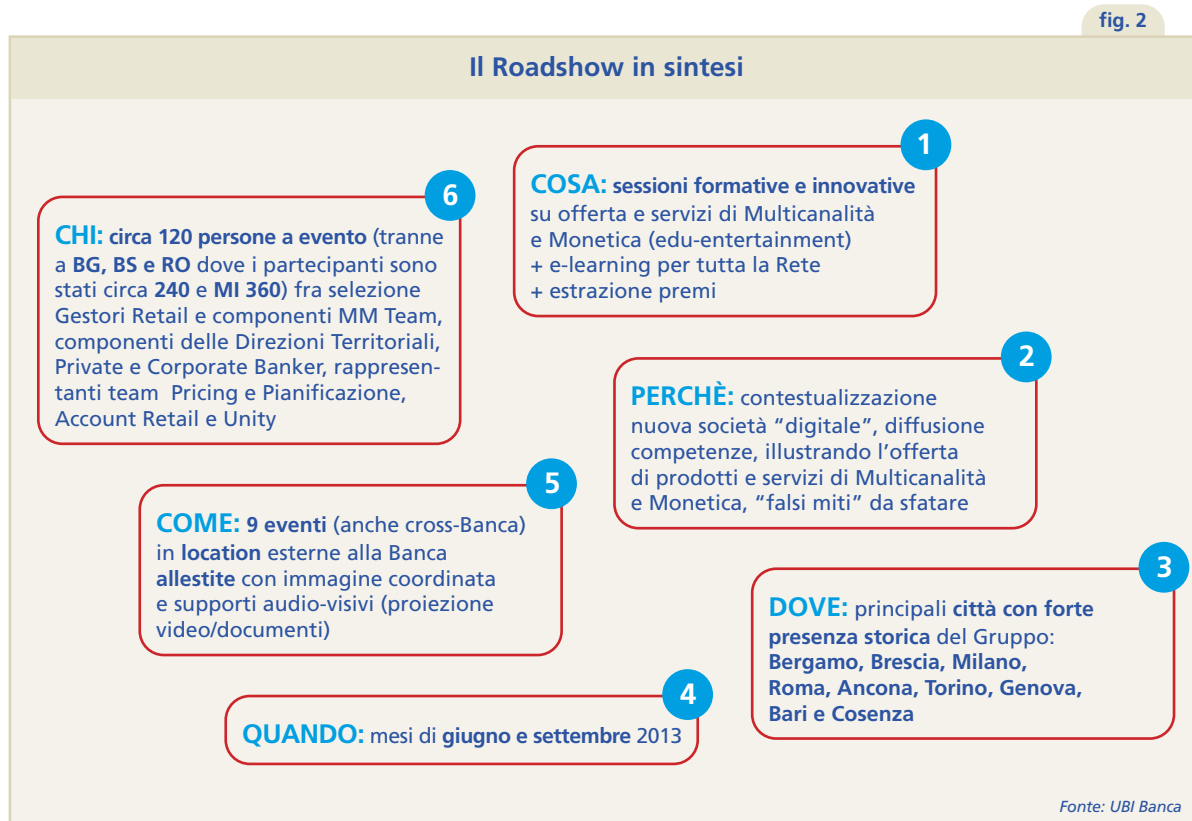 fig. 2
Il Roadshow in sintesi
1
COSA: sessioni formative e innovative
su offerta e servizi di Multicanalità
e Monetica (edu-entertainment)
+ e-learning per tutta la Rete
+ estrazione premi
2
PERCHÈ: contestualizzazione
nuova società “digitale”, diffusione
competenze, illustrando l’offerta
di prodotti e servizi di Multicanalità
e Monetica, “falsi miti” da sfatare
3
DOVE: principali città con forte
presenza storica del Gruppo:
Bergamo, Brescia, Milano,
Roma, Ancona, Torino, Genova,
Bari e Cosenza
4
QUANDO: mesi di giugno e settembre 2013
5
COME: 9 eventi (anche cross-Banca)
in location esterne alla Banca
allestite con immagine coordinata
e supporti audio-visivi (proiezione
video/documenti)
6
CHI: circa 120 persone a evento (tranne
a BG, BS e RO dove i partecipanti sono
stati circa 240 e MI 360) fra selezione
Gestori Retail e componenti MM Team,
componenti delle Direzioni Territoriali,
Private e Corporate Banker, rappresen-
tanti team Pricing e Pianificazione,
Account Retail e Unity
Fonte: UBI Banca